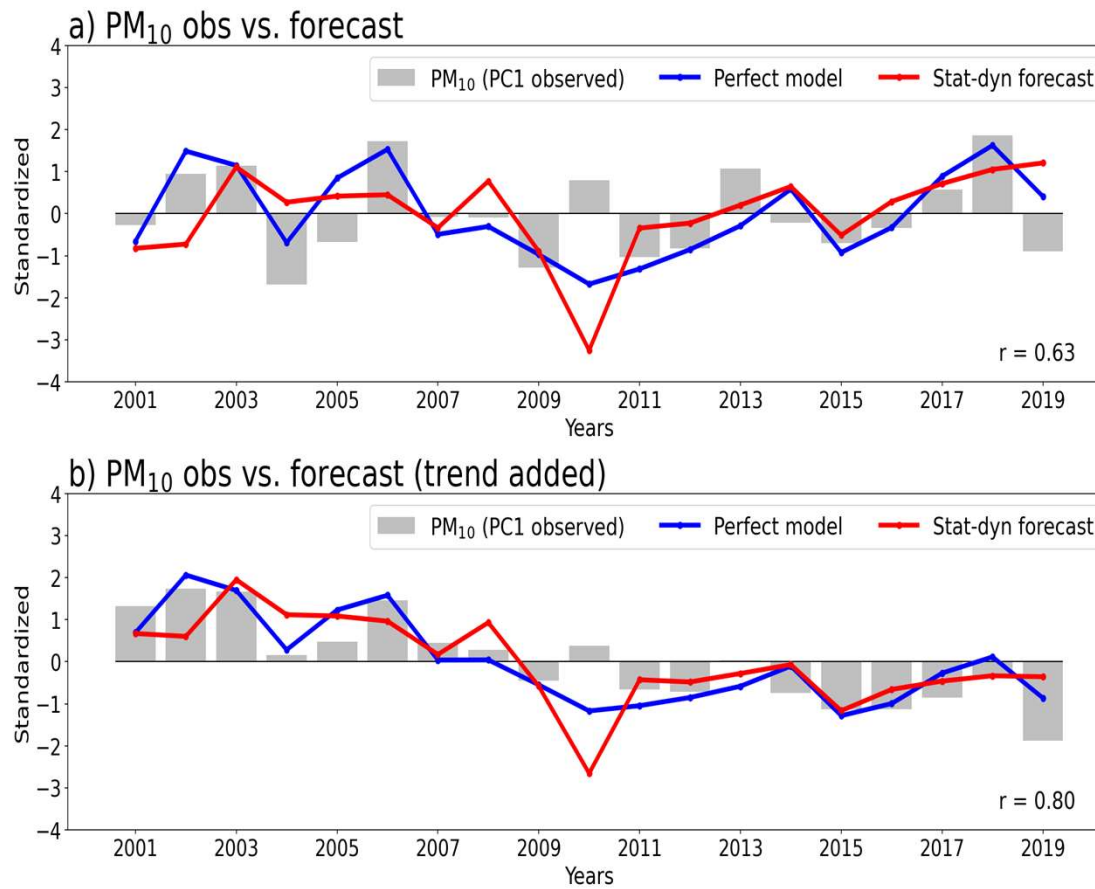 a) PM₁₀ obs vs. forecast
4
3
2
1
0
−1
−2
−3
−4
Standardized
PM₁₀ (PC1 observed) Perfect model Stat-dyn forecast
r = 0.63
2001 2003 2005 2007 2009 2011 2013 2015 2017 2019
Years
b) PM₁₀ obs vs. forecast (trend added)
4
3
2
1
0
−1
−2
−3
−4
Standardized
PM₁₀ (PC1 observed) Perfect model Stat-dyn forecast
r = 0.80
2001 2003 2005 2007 2009 2011 2013 2015 2017 2019
Years